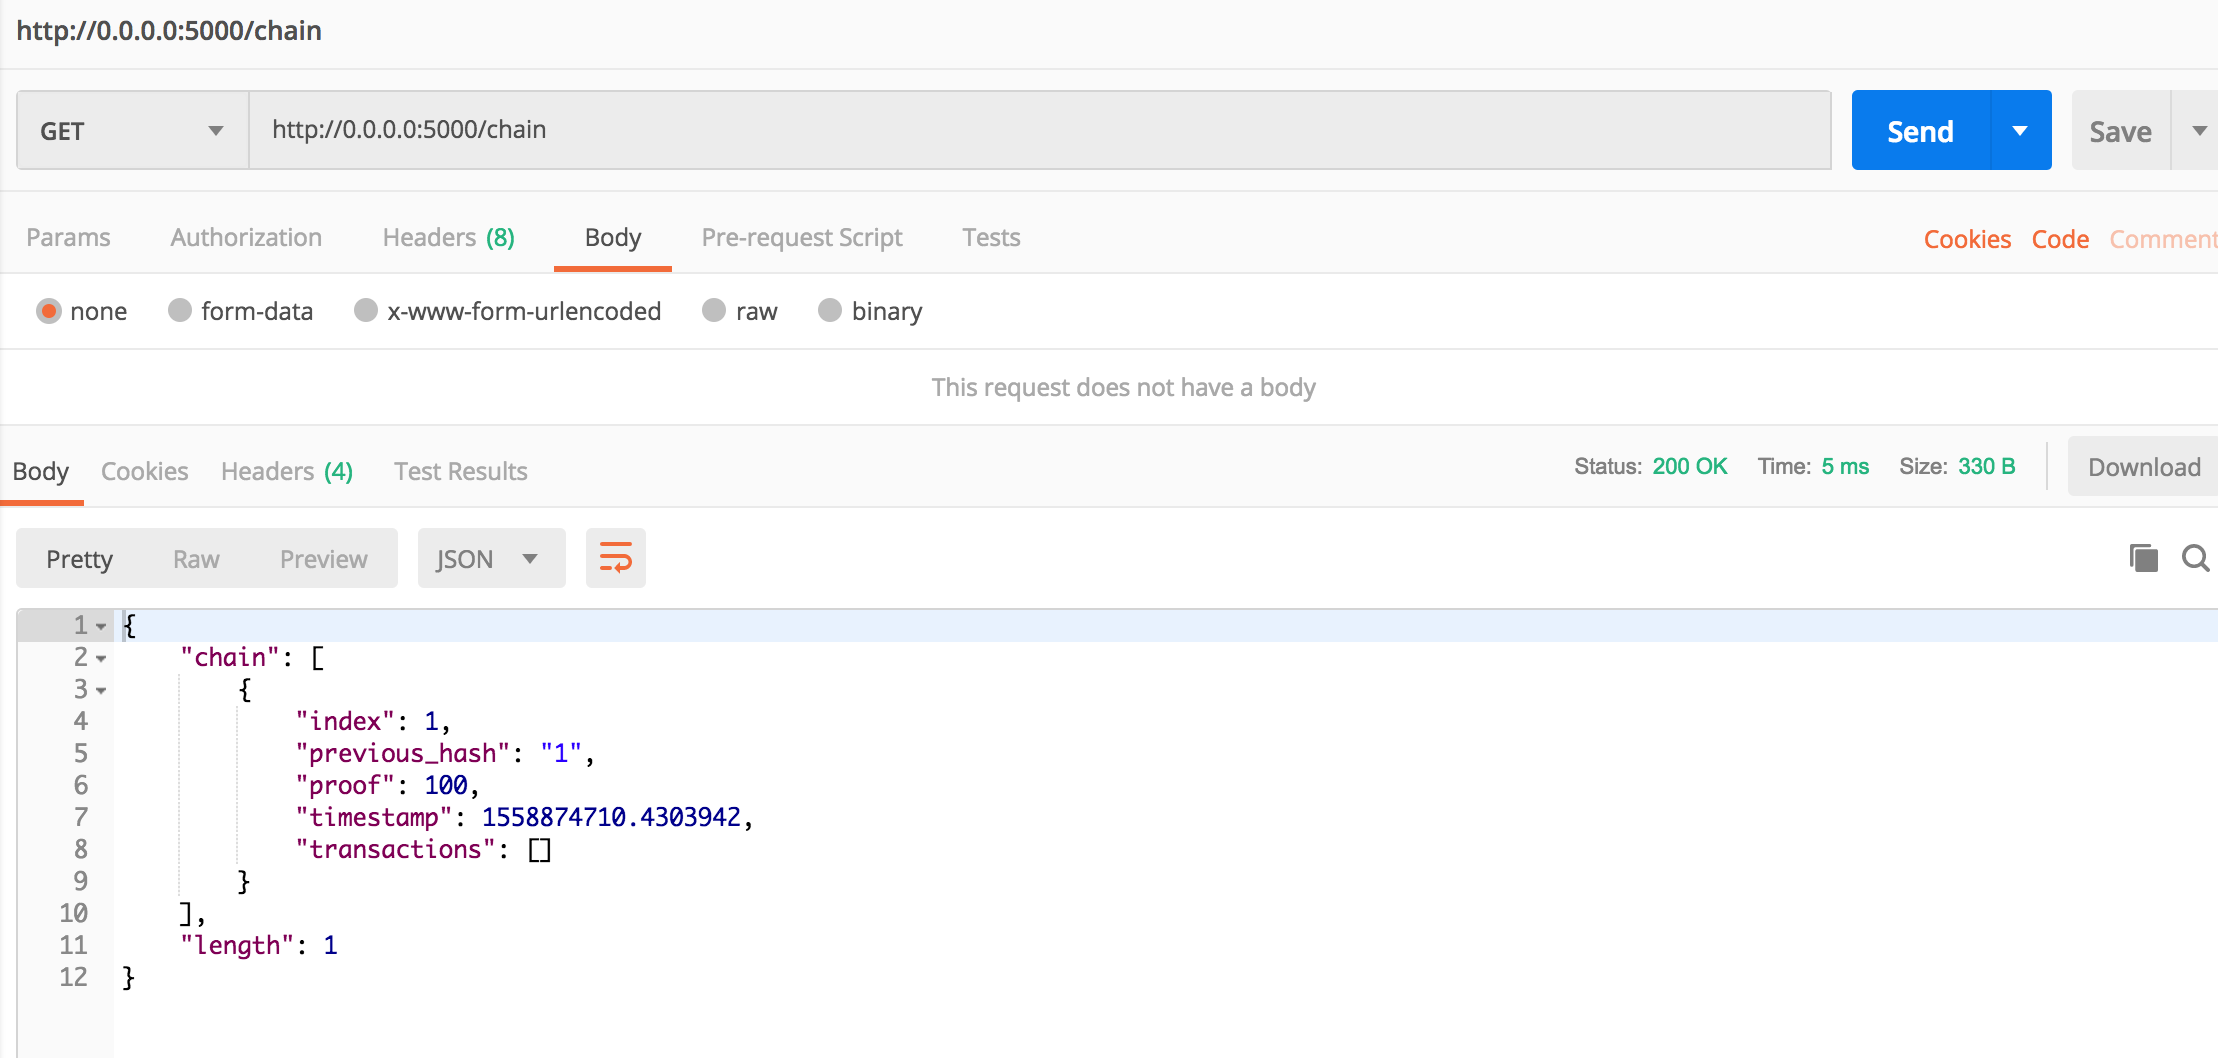 http://0.0.0.0:5000/chain
GET http://0.0.0.0:5000/chain Send Save
Params Authorization Headers (8) Body Pre-request Script Tests Cookies Code Comment
none form-data x-www-form-urlencoded raw binary
This request does not have a body
Body Cookies Headers (4) Test Results Status: 200 OK Time: 5 ms Size: 330 B Download
Pretty Raw Preview JSON
1 {
2 "chain": [
3 {
4 "index": 1,
5 "previous_hash": "1",
6 "proof": 100,
7 "timestamp": 1558874710.4303942,
8 "transactions": []
9 }
10 ],
11 "length": 1
12 }